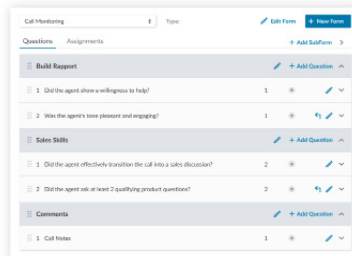 Call Monitoring Type: Edit Form + New Form
Questions Assignments + Add SubForm
Build Rapport + Add Question
1 Did the agent show a willingness to help? 1
2 Was the agent's tone pleasant and engaging? 1
Sales Skills + Add Question
1 Did the agent effectively transition the call into a sales discussion? 2
2 Did the agent ask at least 2 qualifying product questions? 2
Comments + Add Question
1 Call Notes 1